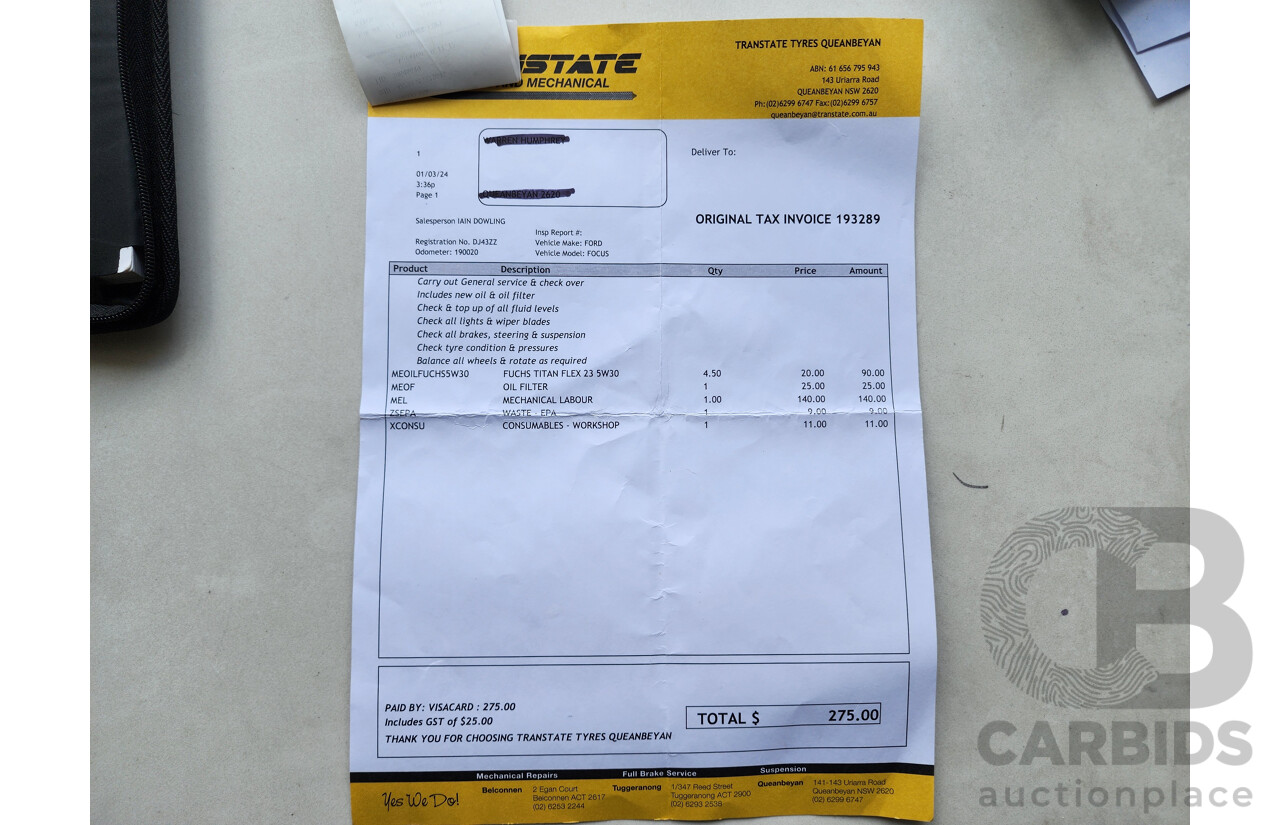 STATE
AND MECHANICAL
TRANSTATE TYRES QUEANBEYAN
ABN: 61 656 795 943
143 Uriarra Road
QUEANBEYAN NSW 2620
Ph:(02)6299 6747 Fax:(02)6299 6757
queanbeyan@transtate.com.au
1
Deliver To:
01/03/24
3:36p
Page 1
QUEANBEYAN 2620
ORIGINAL TAX INVOICE 193289
Salesperson IAIN DOWLING
Insp Report #:
Registration No. DJ43ZZ Vehicle Make: FORD
Odometer: 190020 Vehicle Model: FOCUS
Product Description Qty Price Amount
Carry out General service & check over
Includes new oil & oil filter
Check & top up of all fluid levels
Check all lights & wiper blades
Check all brakes, steering & suspension
Check tyre condition & pressures
Balance all wheels & rotate as required
MEOILFUCHS5W30 FUCHS TITAN FLEX 23 5W30 4.50 20.00 90.00
MEOF OIL FILTER 1 25.00 25.00
MEL MECHANICAL LABOUR 1.00 140.00 140.00
ZSEPA WASTE - EPA 1 9.00 9.00
XCONSU CONSUMABLES - WORKSHOP 1 11.00 11.00
PAID BY: VISACARD : 275.00
Includes GST of $25.00
THANK YOU FOR CHOOSING TRANSTATE TYRES QUEANBEYAN
TOTAL $ 275.00
Mechanical Repairs Full Brake Service Suspension
Yes We Do!
Belconnen 2 Egan Court
Belconnen ACT 2617
(02) 6253 2244
Tuggeranong 1/347 Reed Street
Tuggeranong ACT 2900
(02) 6293 2538
Queanbeyan 141-143 Uriarra Road
Queanbeyan NSW 2620
(02) 6299 6747
CARBIDS
auctionplace